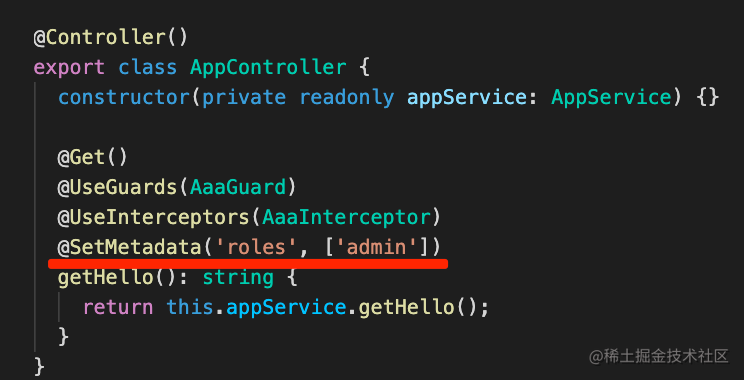 @Controller()
export class AppController {
  constructor(private readonly appService: AppService) {}

  @Get()
  @UseGuards(AaaGuard)
  @UseInterceptors(AaaInterceptor)
  @SetMetadata('roles', ['admin'])
  getHello(): string {
    return this.appService.getHello();
  }
}
@稀土掘金技术社区